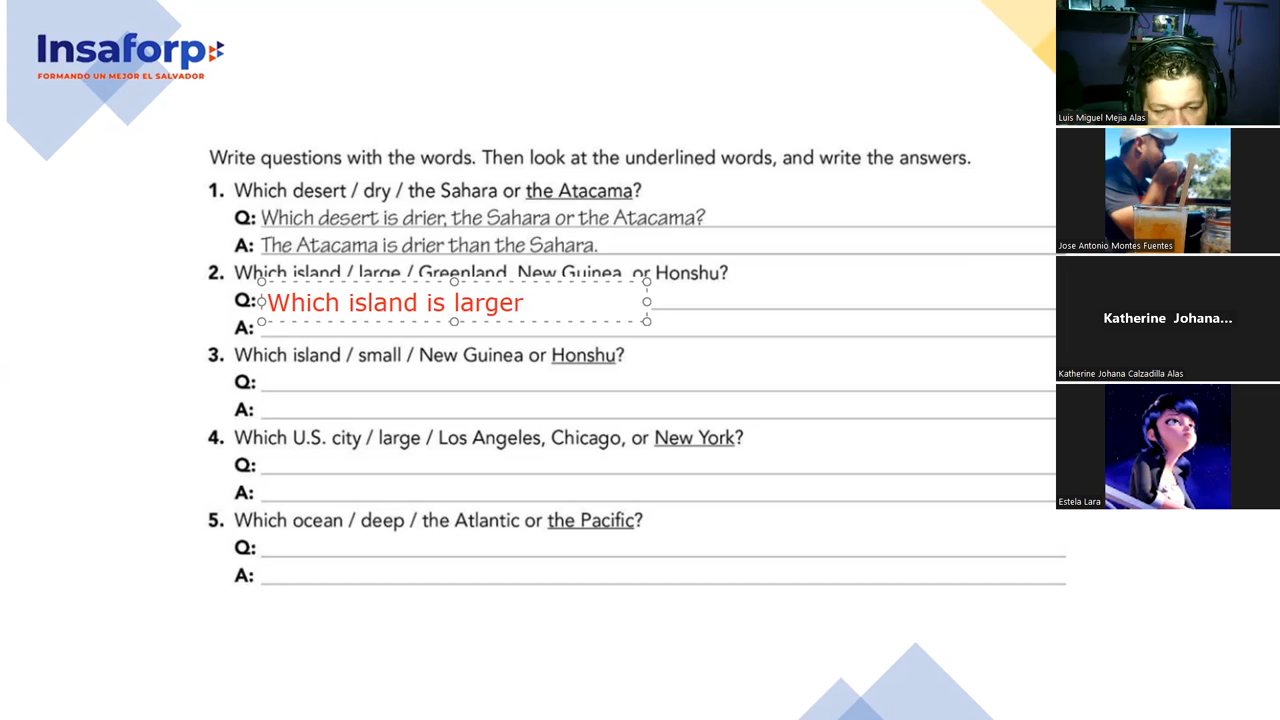 Insaforp
FORMANDO UN MEJOR EL SALVADOR
Write questions with the words. Then look at the underlined words, and write the answers.
1. Which desert / dry / the Sahara or the Atacama?
Q: Which desert is drier, the Sahara or the Atacama?
A: The Atacama is drier than the Sahara.
2. Which island / large / Greenland, New Guinea, or Honshu?
Q: Which island is larger
A:
3. Which island / small / New Guinea or Honshu?
Q:
A:
4. Which U.S. city / large / Los Angeles, Chicago, or New York?
Q:
A:
5. Which ocean / deep / the Atlantic or the Pacific?
Q:
A:
Luis Miguel Mejia Alas
Jose Antonio Montes Fuentes
Katherine Johana...
Katherine Johana Calzadilla Alas
Estela Lara